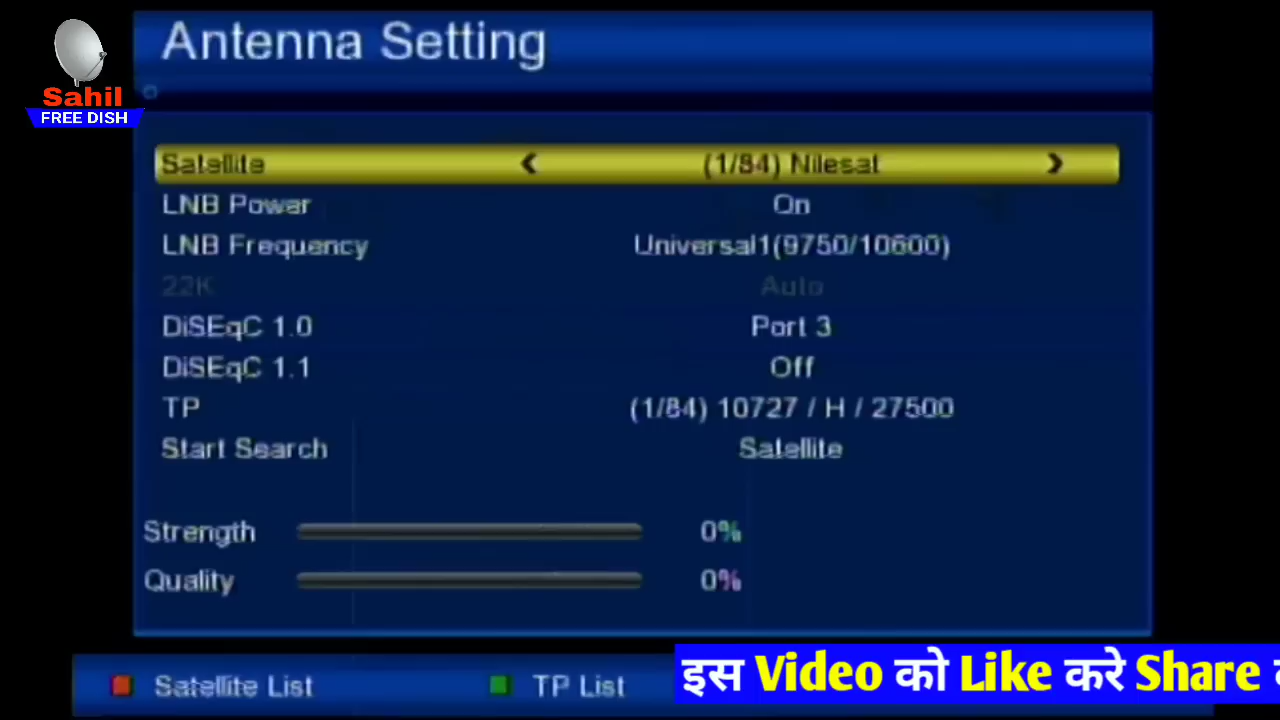 Antenna Setting
Sahil
FREE DISH
Satellite < (1/84) Nilesat >
LNB Power On
LNB Frequency Universal1(9750/10600)
22K Auto
DiSEqC 1.0 Port 3
DiSEqC 1.1 Off
TP (1/84) 10727 / H / 27500
Start Search Satellite
Strength 0%
Quality 0%
Satellite List TP List
इस Video को Like करे Share